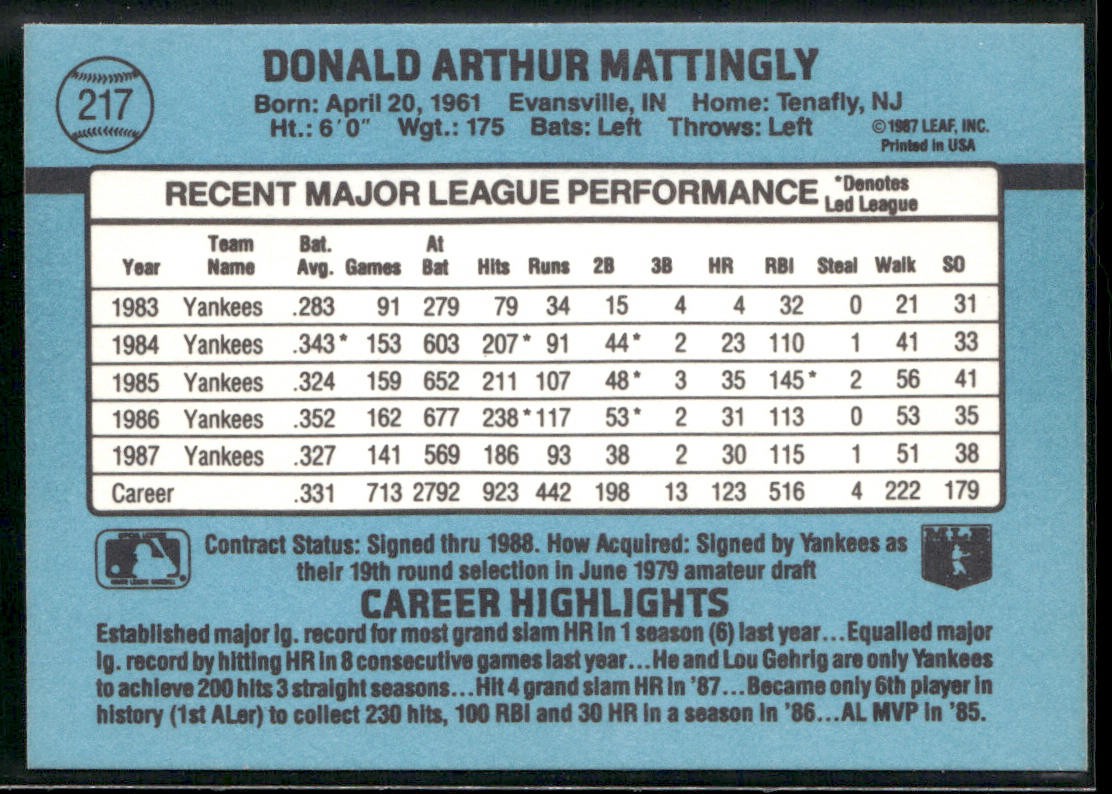 217
DONALD ARTHUR MATTINGLY
Born: April 20, 1961 Evansville, IN Home: Tenafly, NJ
Ht.: 6'0" Wgt.: 175 Bats: Left Throws: Left
©1987 LEAF, INC.
Printed in USA
RECENT MAJOR LEAGUE PERFORMANCE *Denotes Led League
Year Team Name Bat. Avg. Games At Bat Hits Runs 2B 3B HR RBI Steal Walk SO
1983 Yankees .283 91 279 79 34 15 4 4 32 0 21 31
1984 Yankees .343* 153 603 207* 91 44* 2 23 110 1 41 33
1985 Yankees .324 159 652 211 107 48* 3 35 145* 2 56 41
1986 Yankees .352 162 677 238* 117 53* 2 31 113 0 53 35
1987 Yankees .327 141 569 186 93 38 2 30 115 1 51 38
Career .331 713 2792 923 442 198 13 123 516 4 222 179
Contract Status: Signed thru 1988. How Acquired: Signed by Yankees as
their 19th round selection in June 1979 amateur draft
MLB
CAREER HIGHLIGHTS
Established major lg. record for most grand slam HR in 1 season (6) last year...Equalled major
lg. record by hitting HR in 8 consecutive games last year...He and Lou Gehrig are only Yankees
to achieve 200 hits 3 straight seasons...Hit 4 grand slam HR in '87...Became only 6th player in
history (1st ALer) to collect 230 hits, 100 RBI and 30 HR in a season in '86...AL MVP in '85.